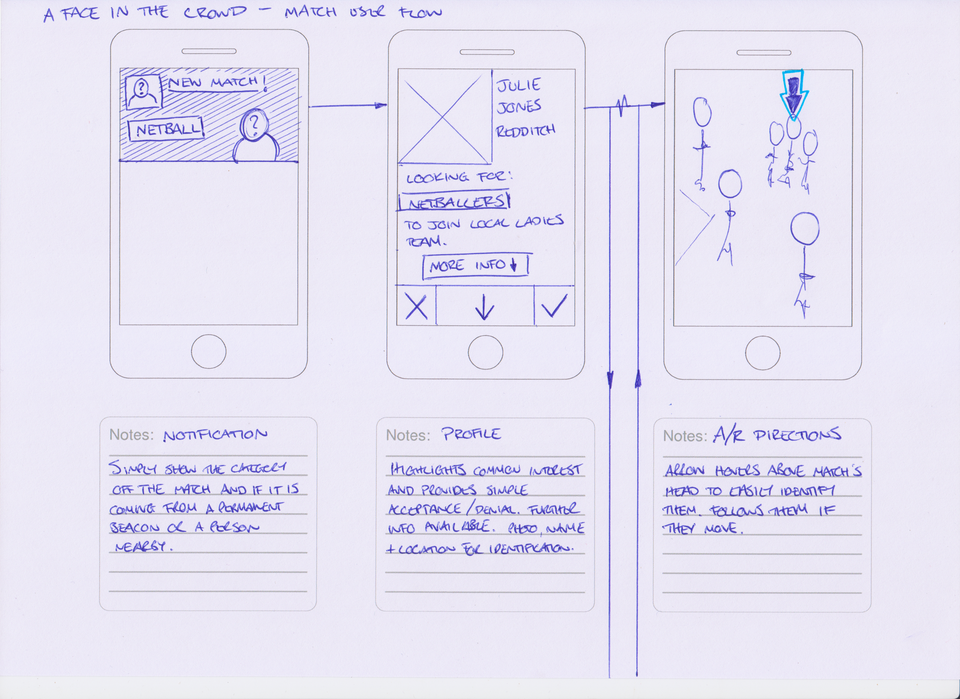 A FACE IN THE CROWD – MATCH USER FLOW
NEW MATCH!
?
NETBALL
?
JULIE
JONES
REDDITCH
LOOKING FOR:
NETBALLERS
TO JOIN LOCAL LADIES
TEAM.
MORE INFO ↓
Notes: NOTIFICATION
SIMPLY SHOW THE CATEGORY
OFF THE MATCH AND IF IT IS
COMING FROM A PERMANENT
BEACON OR A PERSON
NEARBY.
Notes: PROFILE
HIGHLIGHTS COMMON INTEREST
AND PROVIDES SIMPLE
ACCEPTANCE/DENIAL. FURTHER
INFO AVAILABLE. PHOTO, NAME
+ LOCATION FOR IDENTIFICATION.
Notes: A/R DIRECTIONS
ARROW HOVERS ABOVE MATCH'S
HEAD TO EASILY IDENTIFY
THEM. FOLLOWS THEM IF
THEY MOVE.